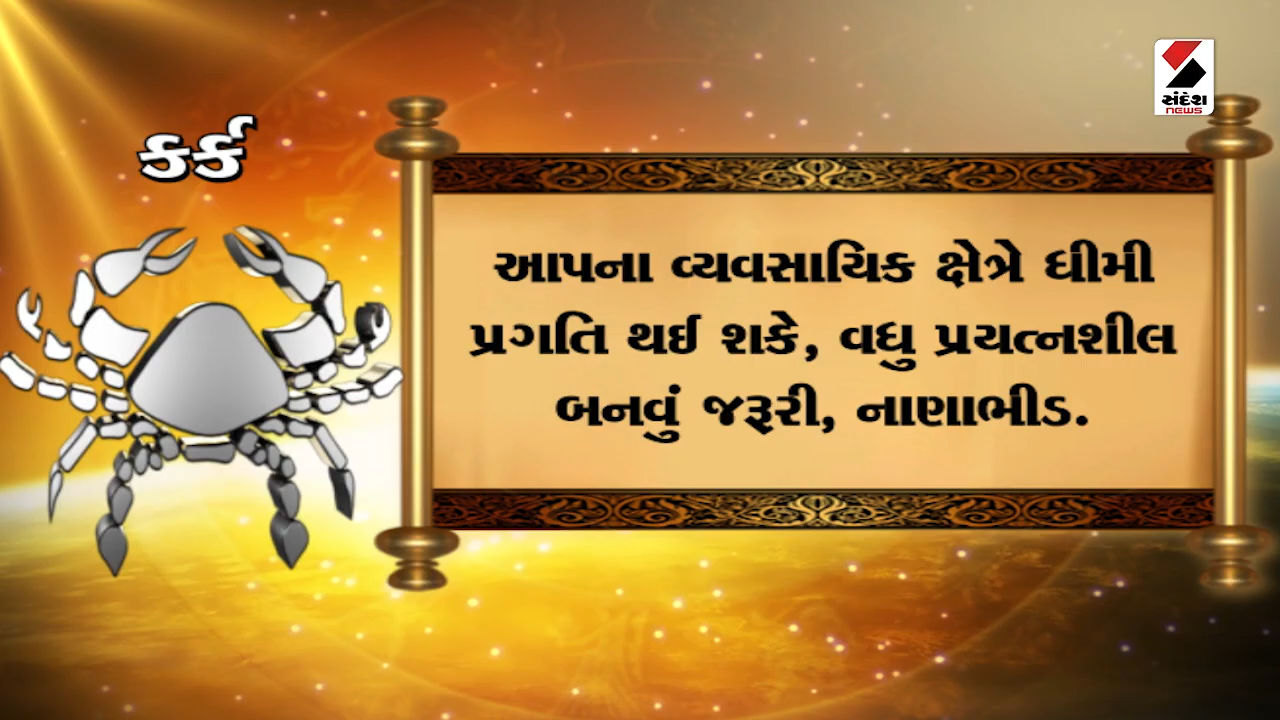 સંદેશ
NEWS
કર્ક
આપના વ્યવસાયિક ક્ષેત્રે ધીમી
પ્રગતિ થઈ શકે, વધુ પ્રયત્નશીલ
બનવું જરૂરી, નાણાભીડ.